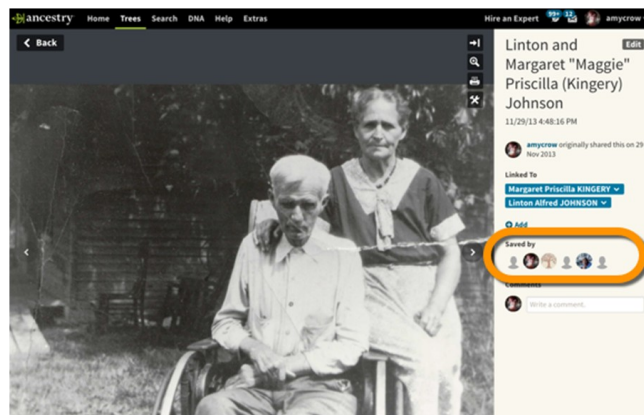 ancestry Home Trees Search DNA Help Extras Hire an Expert 99+ 12 amycrow
Back
Linton and
Margaret "Maggie"
Priscilla (Kingery)
Johnson
Edit
11/29/13 4:48:16 PM
amycrow originally shared this on 29
Nov 2013
Linked To
Margaret Priscilla KINGERY
Linton Alfred JOHNSON
Add
Saved by
Comments
Write a comment.